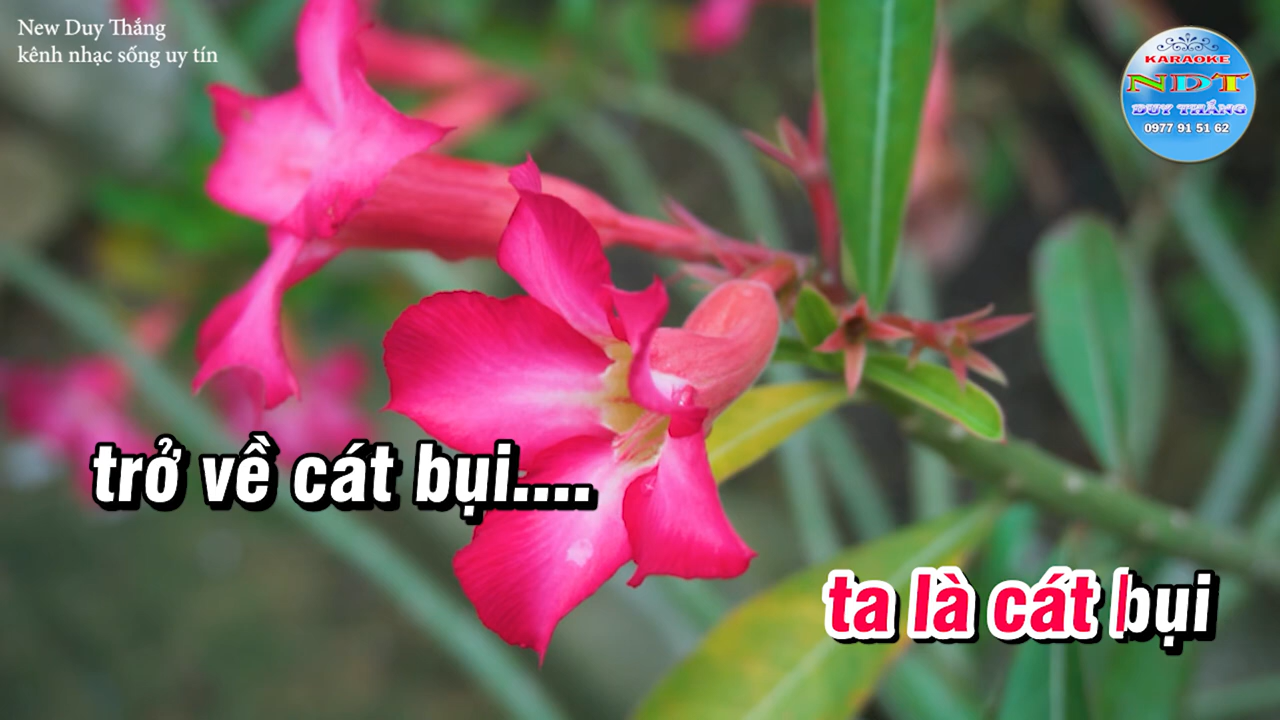 New Duy Thắng
kênh nhạc sống uy tín
KARAOKE
NDT
DUY THẮNG
0977 91 51 62
trở về cát bụi....
ta là cát bụi